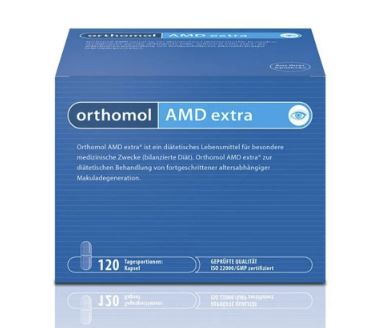 orthomol AMD extra®
Orthomol AMD extra® ist ein diätetisches Lebensmittel für besondere
medizinische Zwecke (bilanzierte Diät). Orthomol AMD extra® zur
diätetischen Behandlung von fortgeschrittener altersabhängiger
Makuladegeneration.
120 Tagesportionen:
Kapsel
GEPRÜFTE QUALITÄT
ISO 22000/GMP zertifiziert